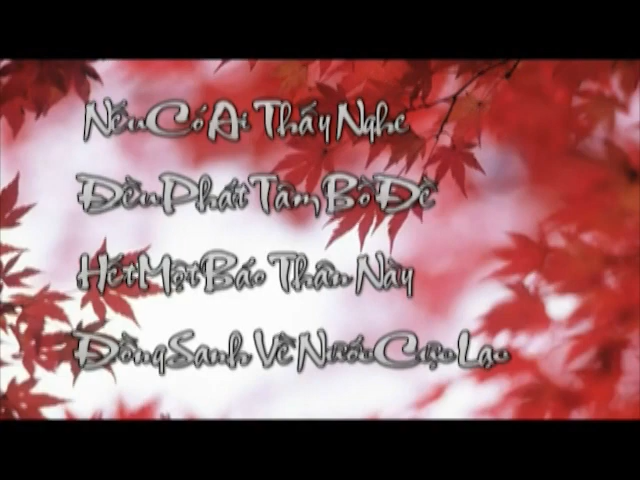 Nếu Có Ai Thấy Nghe
Đều Phát Tâm Bồ Đề
Hết Một Báo Thân Này
Đồng Sanh Về Nước Cực Lạc